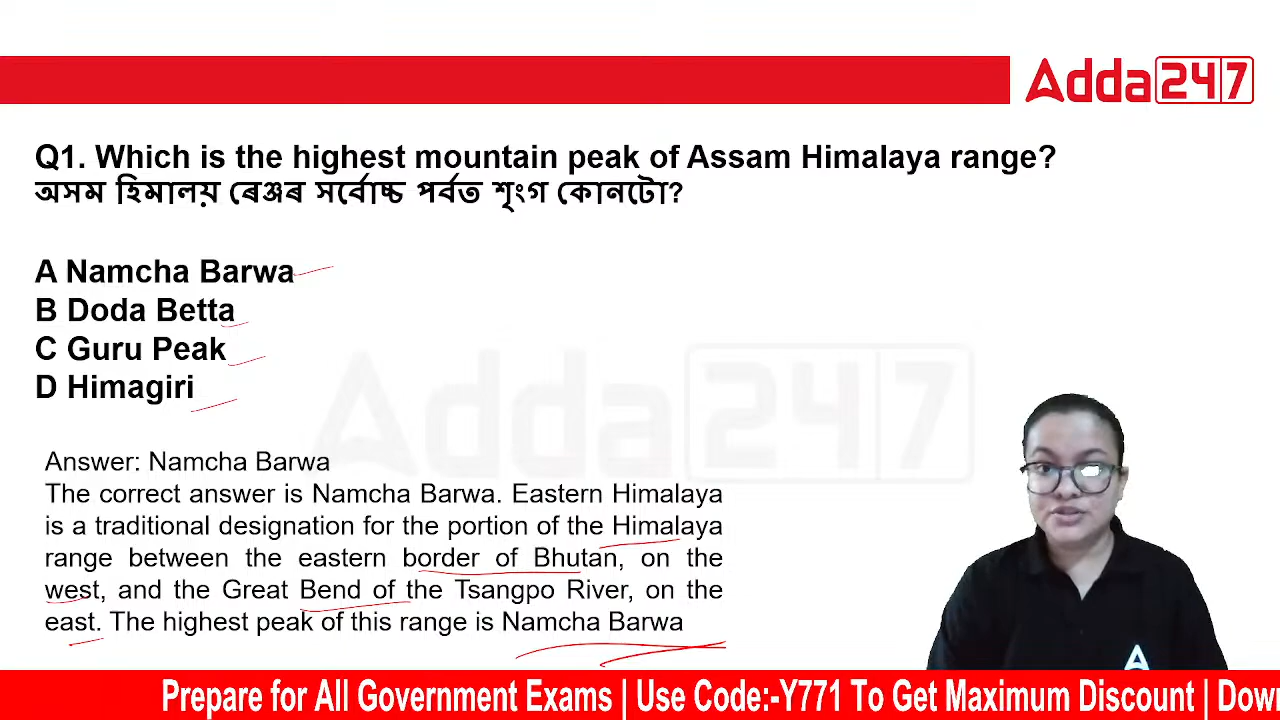 Adda247
Q1. Which is the highest mountain peak of Assam Himalaya range?
অসম হিমালয় ৰেঞ্জৰ সৰ্বোচ্চ পৰ্বত শৃংগ কোনটো?
A Namcha Barwa
B Doda Betta
C Guru Peak
D Himagiri
Adda247
Answer: Namcha Barwa
The correct answer is Namcha Barwa. Eastern Himalaya
is a traditional designation for the portion of the Himalaya
range between the eastern border of Bhutan, on the
west, and the Great Bend of the Tsangpo River, on the
east. The highest peak of this range is Namcha Barwa
Prepare for All Government Exams | Use Code:-Y771 To Get Maximum Discount | Dow